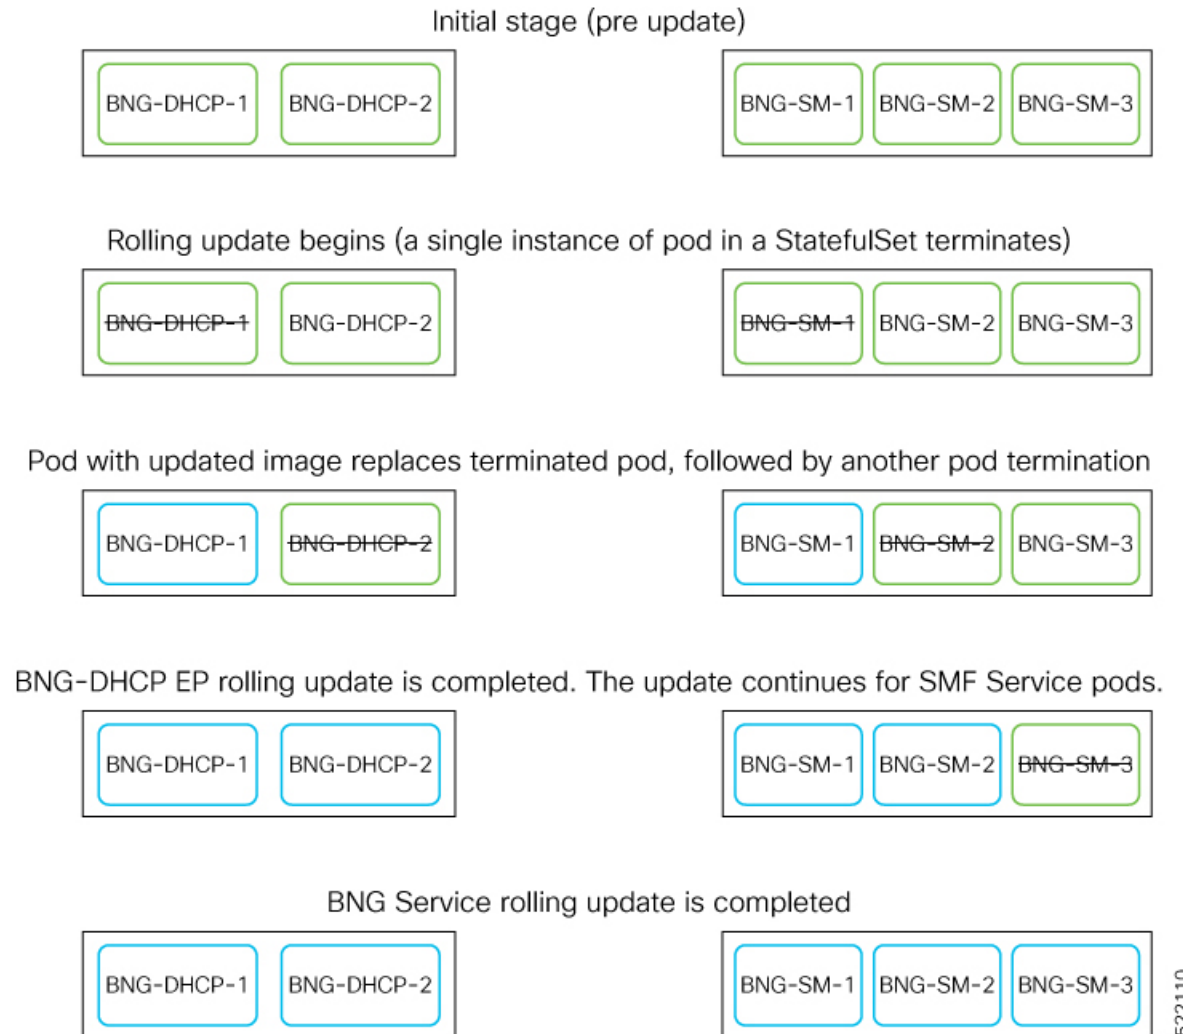 Initial stage (pre update)
BNG-DHCP-1 BNG-DHCP-2 BNG-SM-1 BNG-SM-2 BNG-SM-3
Rolling update begins (a single instance of pod in a StatefulSet terminates)
BNG-DHCP-1 BNG-DHCP-2 BNG-SM-1 BNG-SM-2 BNG-SM-3
Pod with updated image replaces terminated pod, followed by another pod termination
BNG-DHCP-1 BNG-DHCP-2 BNG-SM-1 BNG-SM-2 BNG-SM-3
BNG-DHCP EP rolling update is completed. The update continues for SMF Service pods.
BNG-DHCP-1 BNG-DHCP-2 BNG-SM-1 BNG-SM-2 BNG-SM-3
BNG Service rolling update is completed
BNG-DHCP-1 BNG-DHCP-2 BNG-SM-1 BNG-SM-2 BNG-SM-3